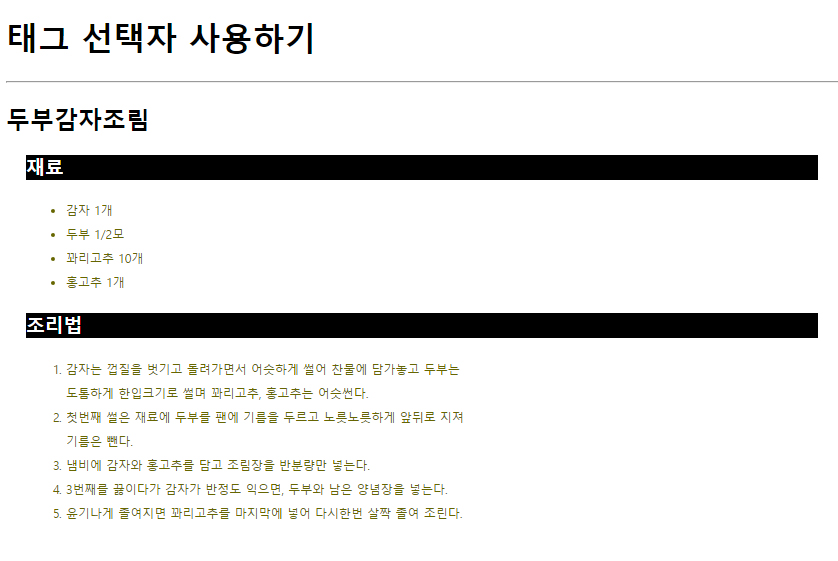 태그 선택자 사용하기
두부감자조림
재료
• 감자 1개
• 두부 1/2모
• 꽈리고추 10개
• 홍고추 1개
조리법
1. 감자는 껍질을 벗기고 돌려가면서 어슷하게 썰어 찬물에 담가놓고 두부는
도톰하게 한입크기로 썰며 꽈리고추, 홍고추는 어슷썬다.
2. 첫번째 썰은 재료에 두부를 팬에 기름을 두르고 노릇노릇하게 앞뒤로 지져
기름은 뺀다.
3. 냄비에 감자와 홍고추를 담고 조림장을 반분량만 넣는다.
4. 3번째를 끓이다가 감자가 반정도 익으면, 두부와 남은 양념장을 넣는다.
5. 윤기나게 졸여지면 꽈리고추를 마지막에 넣어 다시한번 살짝 졸여 조린다.